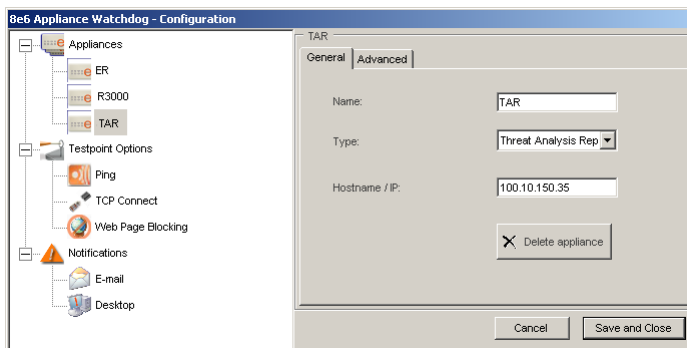 8e6 Appliance Watchdog - Configuration
Appliances
ER
R3000
TAR
Testpoint Options
Ping
TCP Connect
Web Page Blocking
Notifications
E-mail
Desktop
TAR
General Advanced
Name: TAR
Type: Threat Analysis Rep
Hostname / IP: 100.10.150.35
Delete appliance
Cancel Save and Close